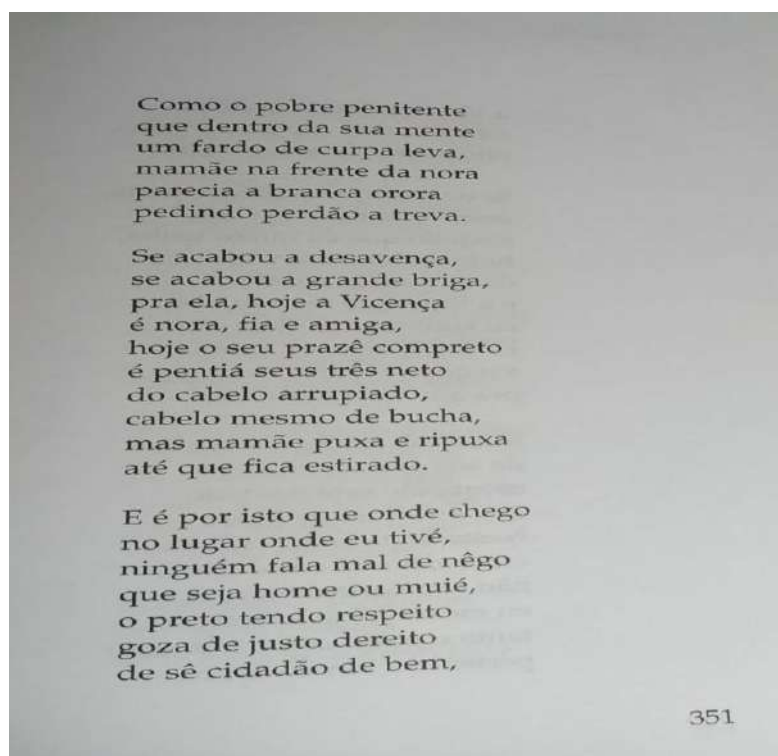 Como o pobre penitente
que dentro da sua mente
um fardo de curpa leva,
mamãe na frente da nora
parecia a branca orora
pedindo perdão a treva.
Se acabou a desavença,
se acabou a grande briga,
pra ela, hoje a Vicença
é nora, fia e amiga,
hoje o seu prazê compreto
é pentiá seus três neto
do cabelo arrupiado,
cabelo mesmo de bucha,
mas mamãe puxa e ripuxa
até que fica estirado.
E é por isto que onde chego
no lugar onde eu tivé,
ninguém fala mal de nêgo
que seja home ou muié,
o preto tendo respeito
goza de justo dereito
de sê cidadão de bem,
351